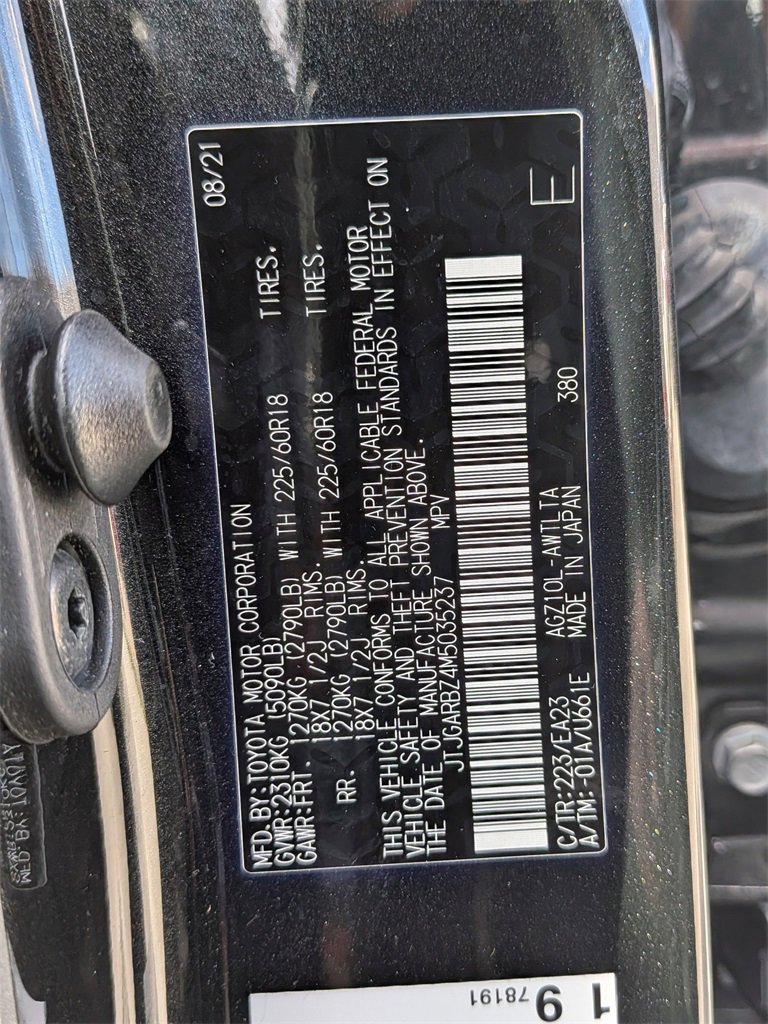 08/21
MFD.BY:TOYOTA MOTOR CORPORATION
GVWR:2310KG (5090LB)
GAWR:FRT. 1270KG (2790LB) WITH 225/60R18 TIRES.
18X7 1/2J RIMS.
RR. 1270KG (2790LB) WITH 225/60R18 TIRES.
18X7 1/2J RIMS.
THIS VEHICLE CONFORMS TO ALL APPLICABLE FEDERAL MOTOR
VEHICLE SAFETY AND THEFT PREVENTION STANDARDS IN EFFECT ON
THE DATE OF MANUFACTURE SHOWN ABOVE.
JTJGARBZ4M5035237 MPV
C/TR:223/EA23 AGZ10L-AWTLTA
A/TM:-01A/U661E MADE IN JAPAN 380 E
19
78191